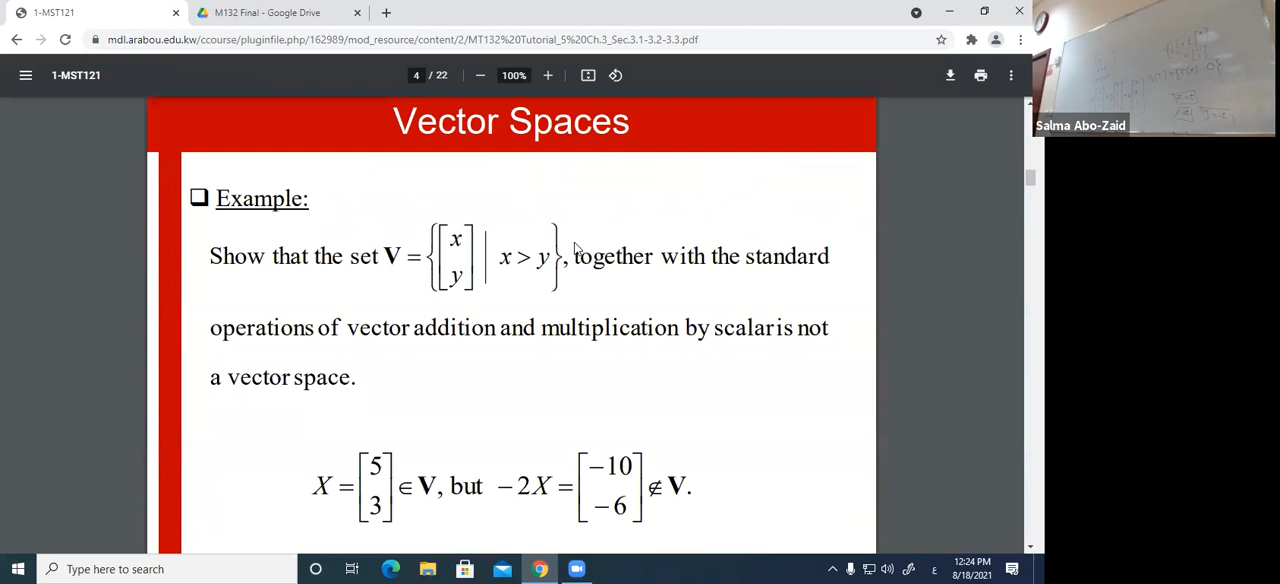 1-MST121
M132 Final - Google Drive
mdl.arabou.edu.kw/ccourse/pluginfile.php/162989/mod_resource/content/2/MT132%20Tutorial_5%20Ch.3_Sec.3.1-3.2-3.3.pdf
1-MST121
4 / 22
100%
Salma Abo-Zaid
Vector Spaces
Example:
Show that the set V = { [ x y ] | x > y }, together with the standard
operations of vector addition and multiplication by scalar is not
a vector space.
X = [ 5 3 ] ∈ V, but −2X = [ −10 −6 ] ∉ V.
Type here to search
ع
12:24 PM
8/18/2021